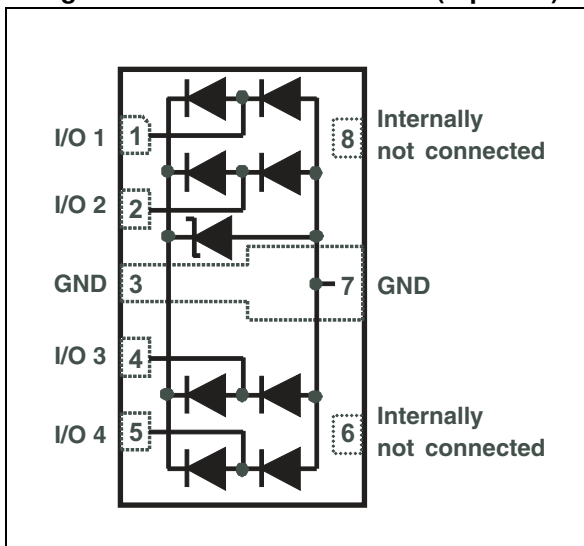 I/O 1
1
8
Internally
not connected
I/O 2
2
GND
3
7
GND
I/O 3
4
I/O 4
5
6
Internally
not connected